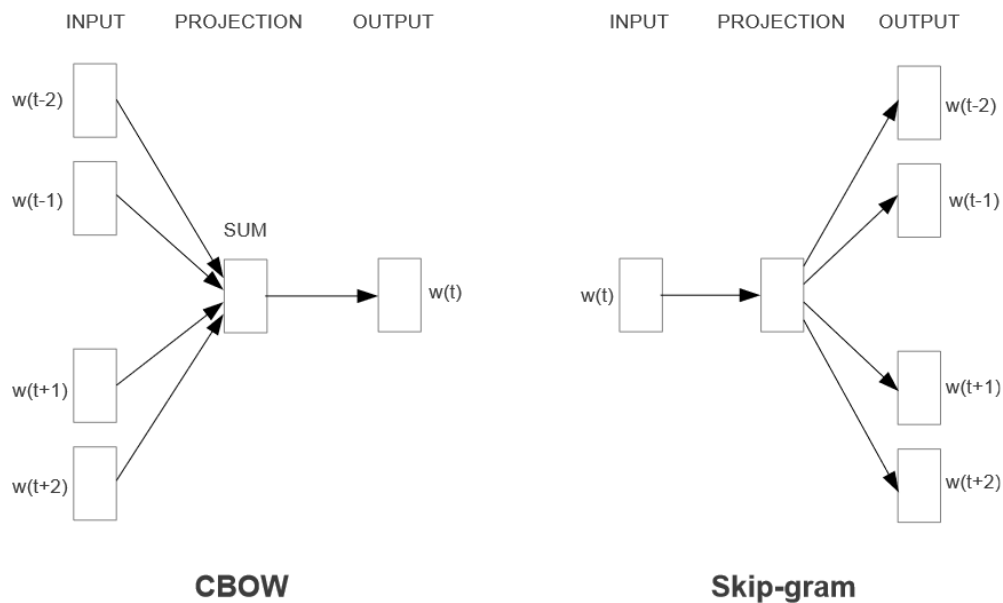 INPUT PROJECTION OUTPUT
w(t-2)
w(t-1)
SUM
w(t)
w(t+1)
w(t+2)
CBOW
INPUT PROJECTION OUTPUT
w(t-2)
w(t-1)
w(t)
w(t+1)
w(t+2)
Skip-gram